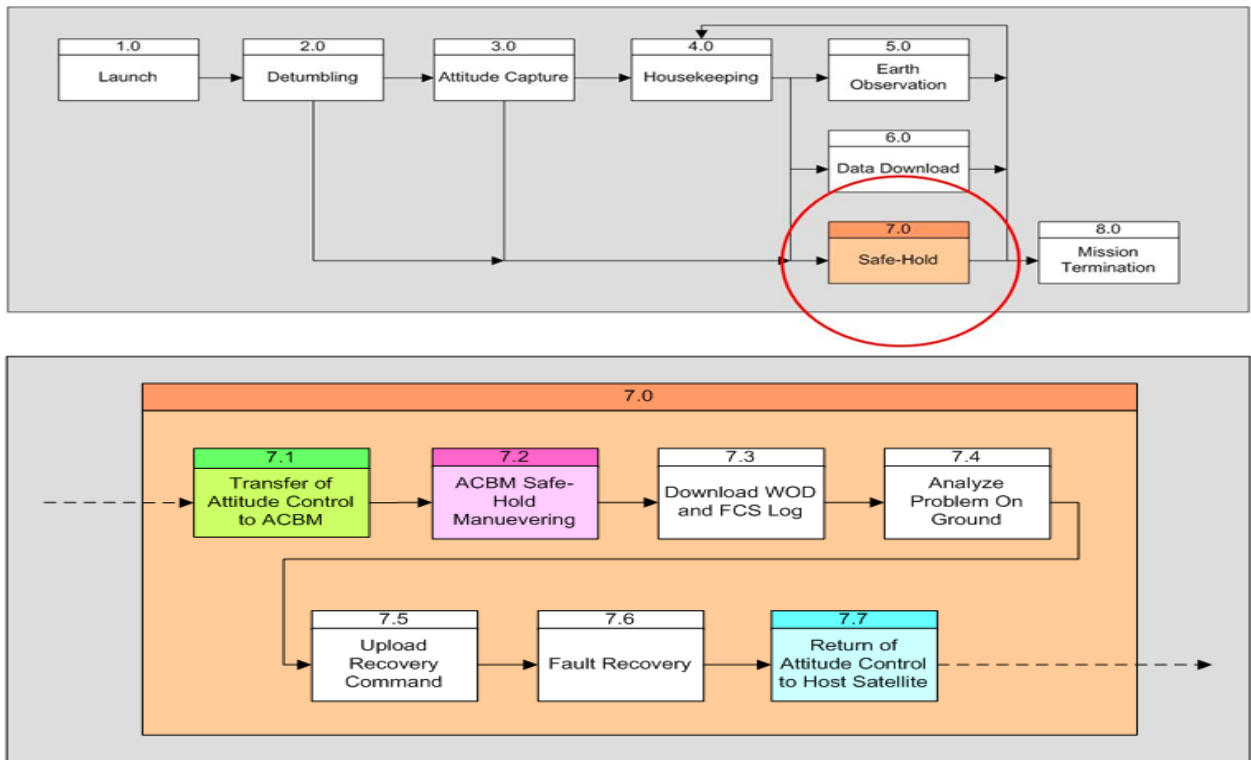 1.0
Launch
2.0
Detumbling
3.0
Attitude Capture
4.0
Housekeeping
5.0
Earth
Observation
6.0
Data Download
7.0
Safe-Hold
8.0
Mission
Termination
7.0
7.1
Transfer of
Attitude Control
to ACBM
7.2
ACBM Safe-
Hold
Manuevering
7.3
Download WOD
and FCS Log
7.4
Analyze
Problem On
Ground
7.5
Upload
Recovery
Command
7.6
Fault Recovery
7.7
Return of
Attitude Control
to Host Satellite